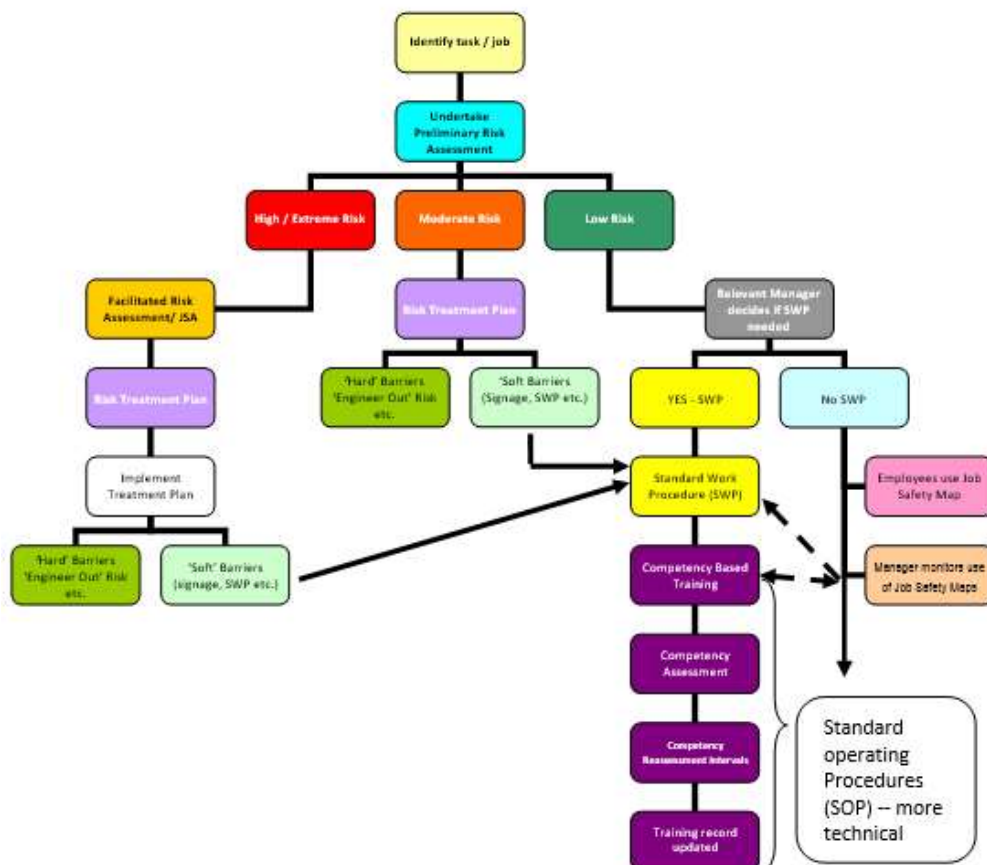 Identify task / job
Undertake
Preliminary Risk
Assessment
High / Extreme Risk
Moderate Risk
Low Risk
Facilitated Risk
Assessment/ JSA
Risk Treatment Plan
Relevant Manager
decides if SWP
needed
Risk Treatment Plan
'Hard' Barriers
'Engineer Out' Risk
etc.
'Soft' Barriers
(Signage, SWP etc.)
YES - SWP
No SWP
Implement
Treatment Plan
Standard Work
Procedure (SWP)
Employees use Job
Safety Map
'Hard' Barriers
'Engineer Out' Risk
etc.
'Soft' Barriers
(signage, SWP etc.)
Competency Based
Training
Manager monitors use
of Job Safety Maps
Competency
Assessment
Competency
Reassessment Intervals
Training record
updated
Standard
operating
Procedures
(SOP) -- more
technical